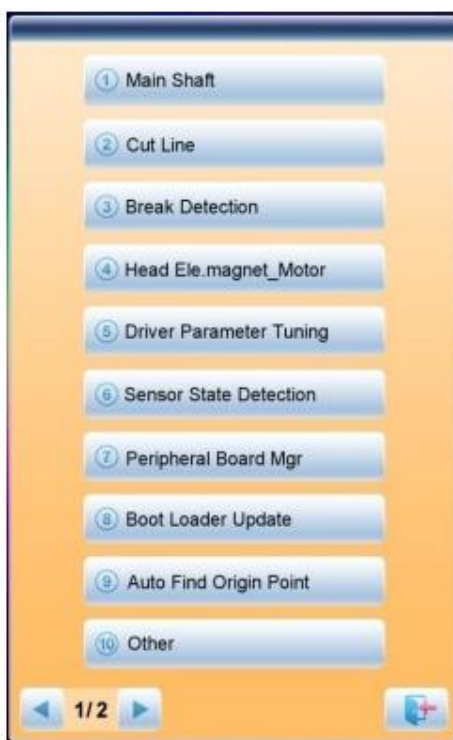 1 Main Shaft
2 Cut Line
3 Break Detection
4 Head Ele.magnet_Motor
5 Driver Parameter Tuning
6 Sensor State Detection
7 Peripheral Board Mgr
8 Boot Loader Update
9 Auto Find Origin Point
10 Other
1/2